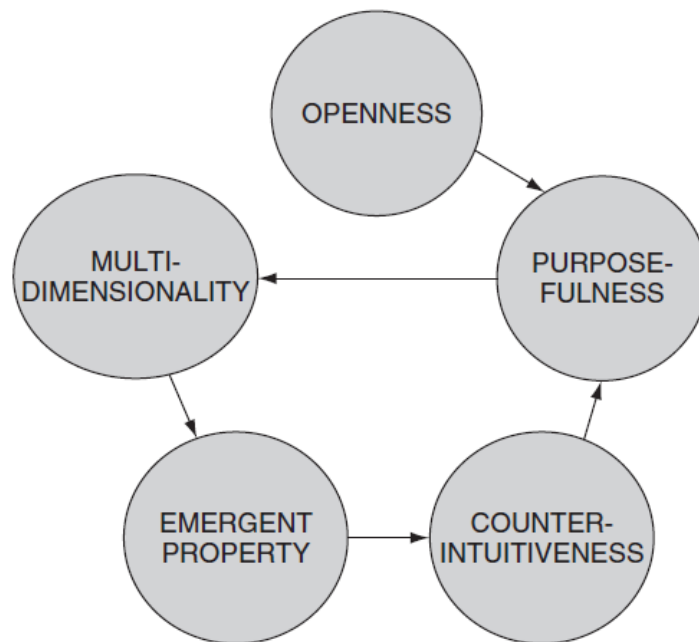 OPENNESS
MULTI-
DIMENSIONALITY
PURPOSE-
FULNESS
EMERGENT
PROPERTY
COUNTER-
INTUITIVENESS